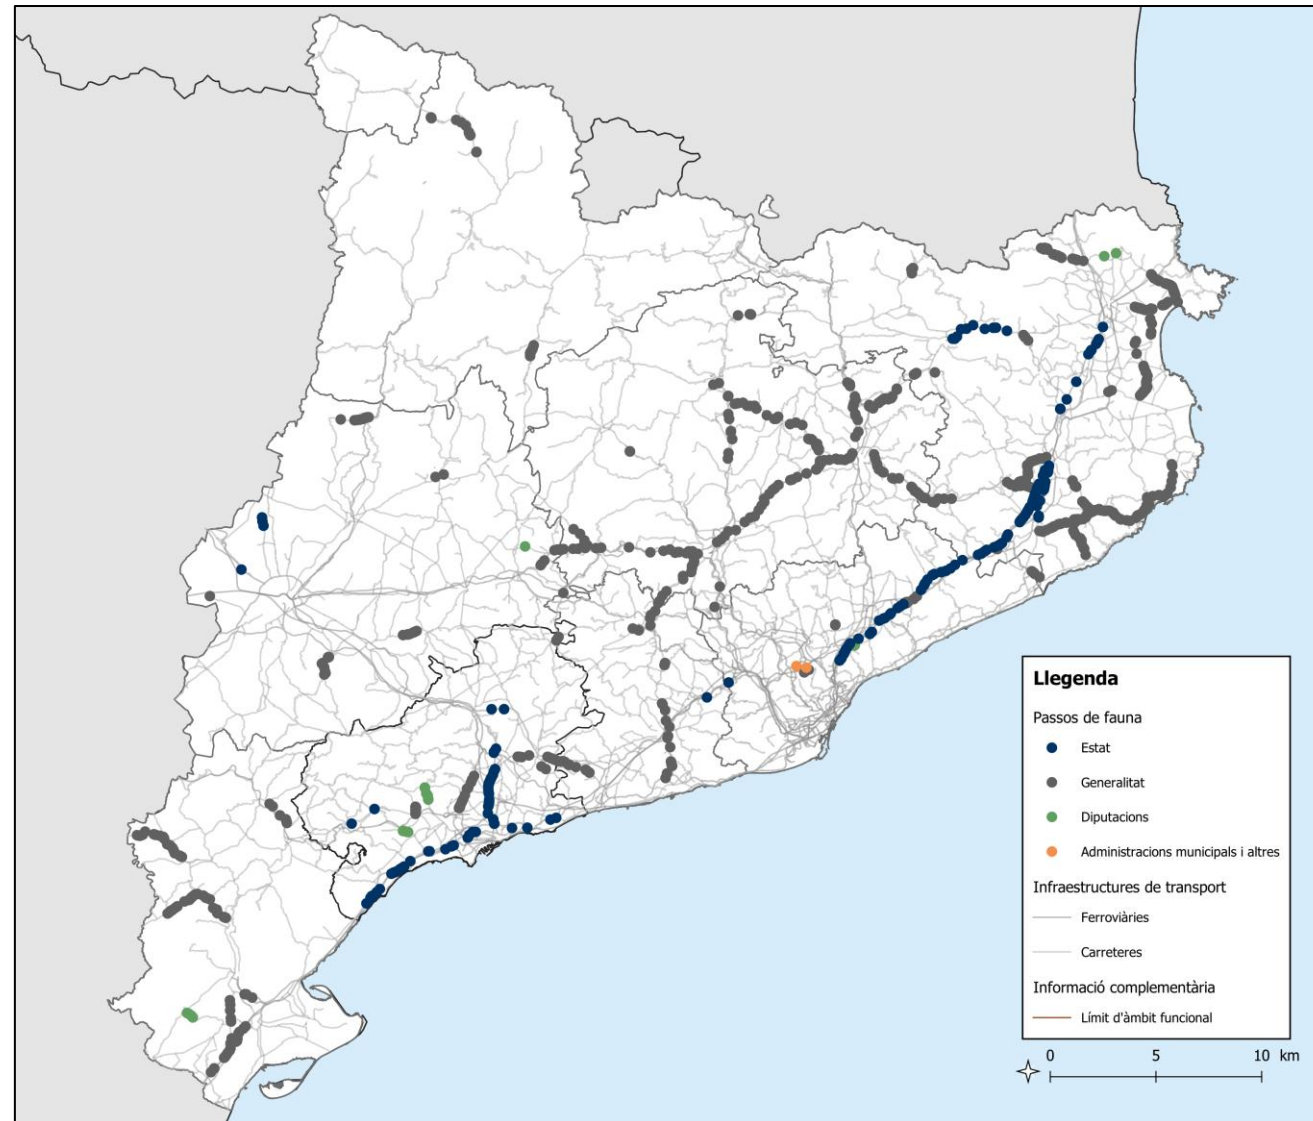 Llegenda
Passos de fauna
Estat
Generalitat
Diputacions
Administracions municipals i altres
Infraestructures de transport
Ferroviàries
Carreteres
Informació complementària
Límit d'àmbit funcional
0 5 10 km